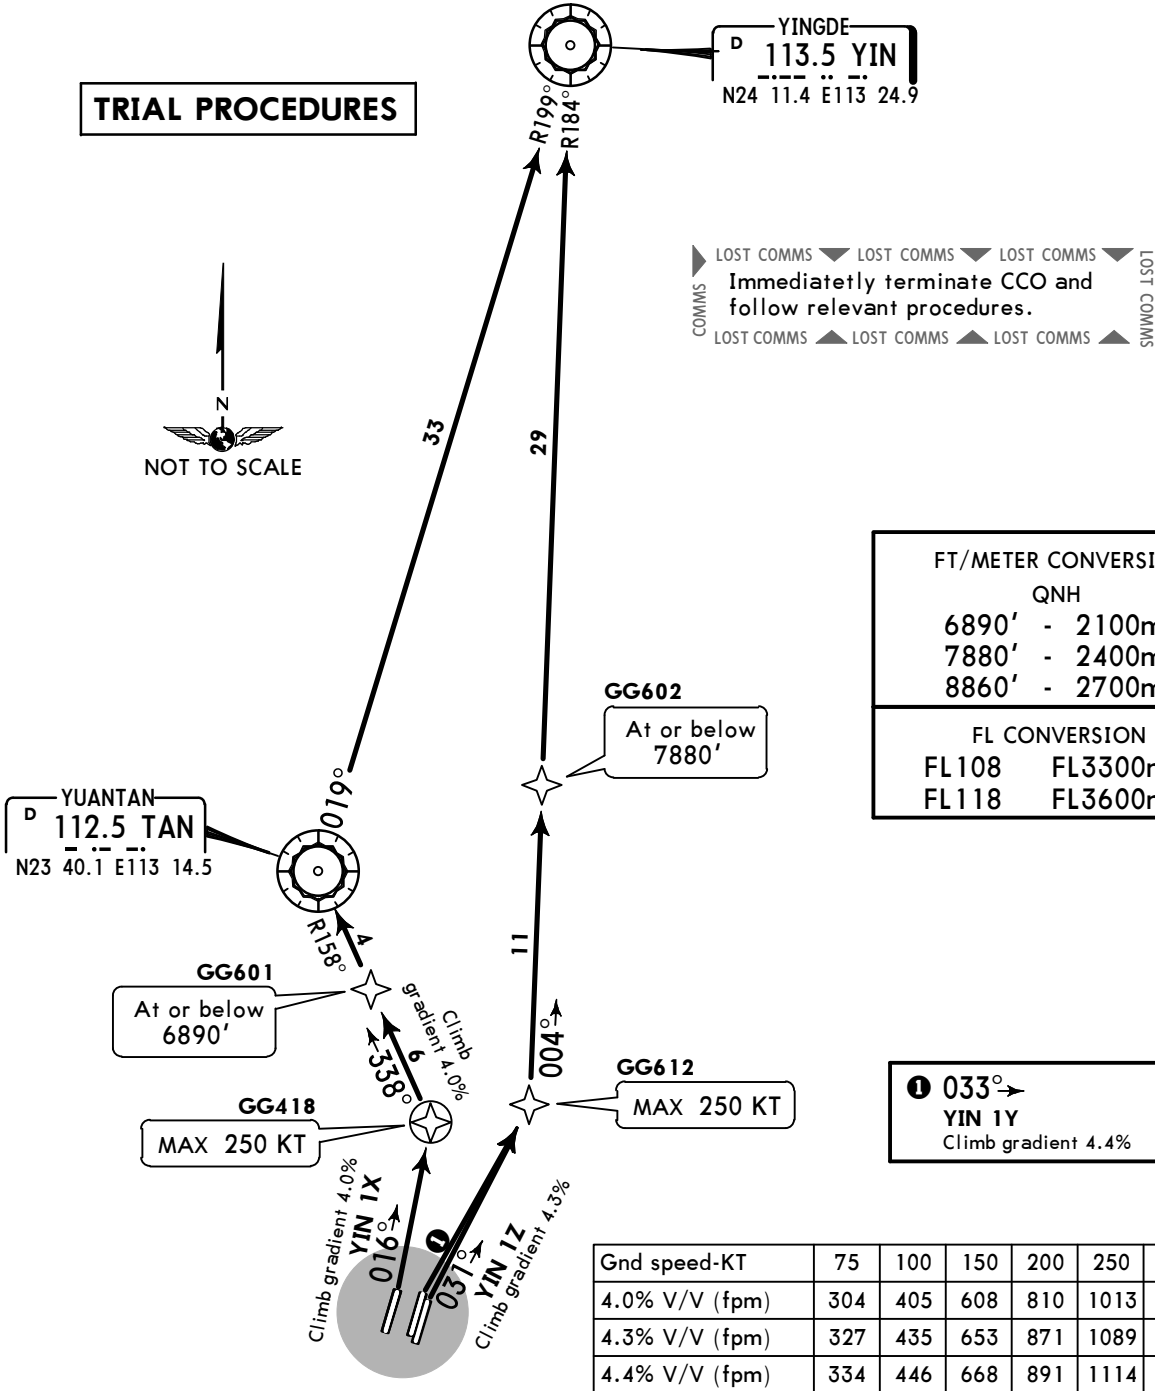 YINGDE
D 113.5 YIN
N24 11.4 E113 24.9
TRIAL PROCEDURES
R199°
R184°
LOST COMMS LOST COMMS LOST COMMS
LOST COMMS
COMMS
Immediatetly terminate CCO and
follow relevant procedures.
LOST COMMS LOST COMMS LOST COMMS
N
NOT TO SCALE
33
29
FT/METER CONVERSI
QNH
6890' - 2100m
7880' - 2400m
8860' - 2700m
FL CONVERSION
FL108 FL3300m
FL118 FL3600m
GG602
At or below
7880'
019°
YUANTAN
D 112.5 TAN
N23 40.1 E113 14.5
R158°
4
11
GG601
At or below
6890'
Climb
gradient 4.0%
6
338°
004°
GG612
MAX 250 KT
GG418
MAX 250 KT
1 033°
YIN 1Y
Climb gradient 4.4%
Climb gradient 4.0%
YIN 1X
016°
1
031°
YIN 1Z
Climb gradient 4.3%
Gnd speed-KT 75 100 150 200 250
4.0% V/V (fpm) 304 405 608 810 1013
4.3% V/V (fpm) 327 435 653 871 1089
4.4% V/V (fpm) 334 446 668 891 1114